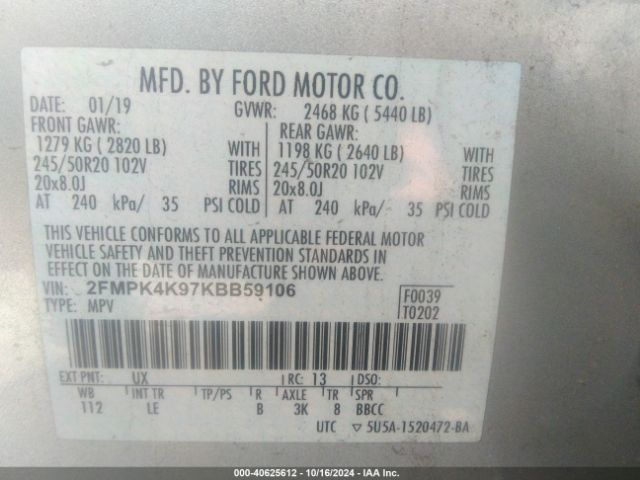 MFD. BY FORD MOTOR CO.
DATE: 01/19 GVWR: 2468 KG ( 5440 LB)
FRONT GAWR: REAR GAWR:
1279 KG ( 2820 LB) WITH 1198 KG ( 2640 LB) WITH
245/50R20 102V TIRES 245/50R20 102V TIRES
20x8.0J RIMS 20x8.0J RIMS
AT 240 kPa/ 35 PSI COLD AT 240 kPa/ 35 PSI COLD
THIS VEHICLE CONFORMS TO ALL APPLICABLE FEDERAL MOTOR
VEHICLE SAFETY AND THEFT PREVENTION STANDARDS IN
EFFECT ON THE DATE OF MANUFACTURE SHOWN ABOVE.
VIN: 2FMPK4K97KBB59106 F0039
TYPE: MPV T0202
EXT PNT: UX RC: 13 DSO:
WB INT TR TP/PS R AXLE TR SPR
112 LE B 3K 8 BBCC
UTC ▽ 5U5A-1520472-BA
000-40625612 - 10/16/2024 - IAA Inc.